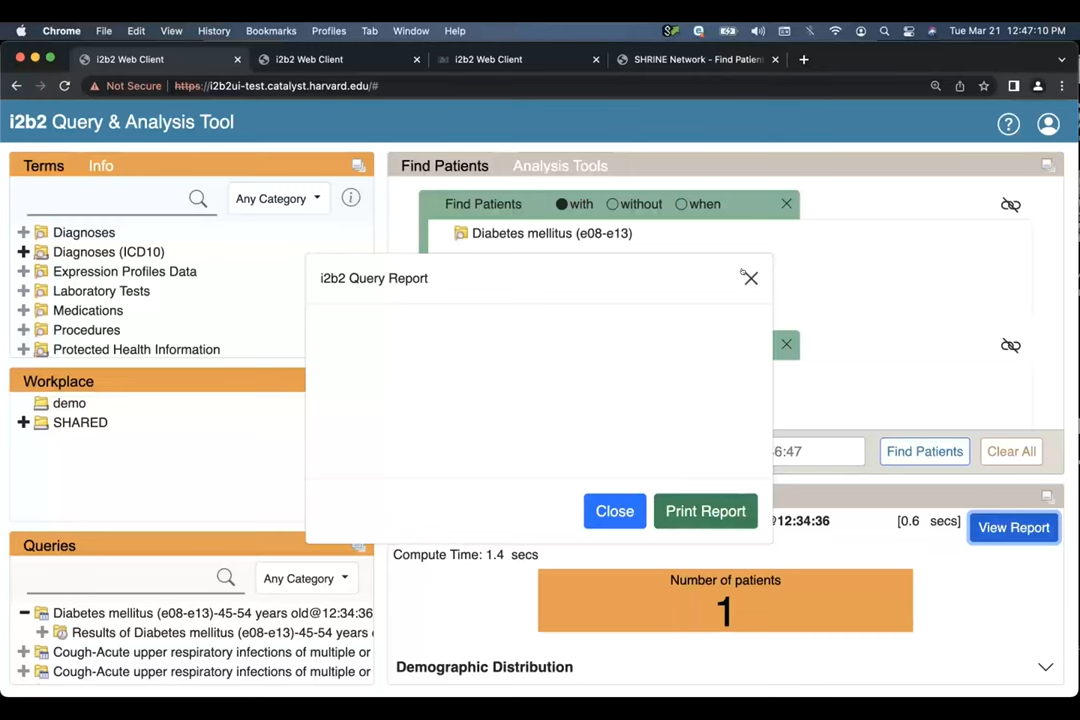 Chrome File Edit View History Bookmarks Profiles Tab Window Help Tue Mar 21 12:47:10 PM
i2b2 Web Client i2b2 Web Client i2b2 Web Client SHRINE Network - Find Patien
Not Secure https://i2b2ui-test.catalyst.harvard.edu/#
i2b2 Query & Analysis Tool
Terms Info
Any Category
Diagnoses
Diagnoses (ICD10)
Expression Profiles Data
Laboratory Tests
Medications
Procedures
Protected Health Information
Workplace
demo
SHARED
Queries
Any Category
Diabetes mellitus (e08-e13)-45-54 years old@12:34:36
Results of Diabetes mellitus (e08-e13)-45-54 years
Cough-Acute upper respiratory infections of multiple or
Cough-Acute upper respiratory infections of multiple or
Find Patients Analysis Tools
Find Patients with without when
Diabetes mellitus (e08-e13)
i2b2 Query Report
Close Print Report
6:47 Find Patients Clear All
@12:34:36 [0.6 secs] View Report
Compute Time: 1.4 secs
Number of patients
1
Demographic Distribution